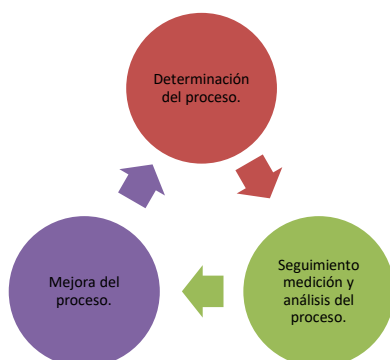 Determinación
del proceso.
Seguimiento
medición y
análisis del
proceso.
Mejora del
proceso.